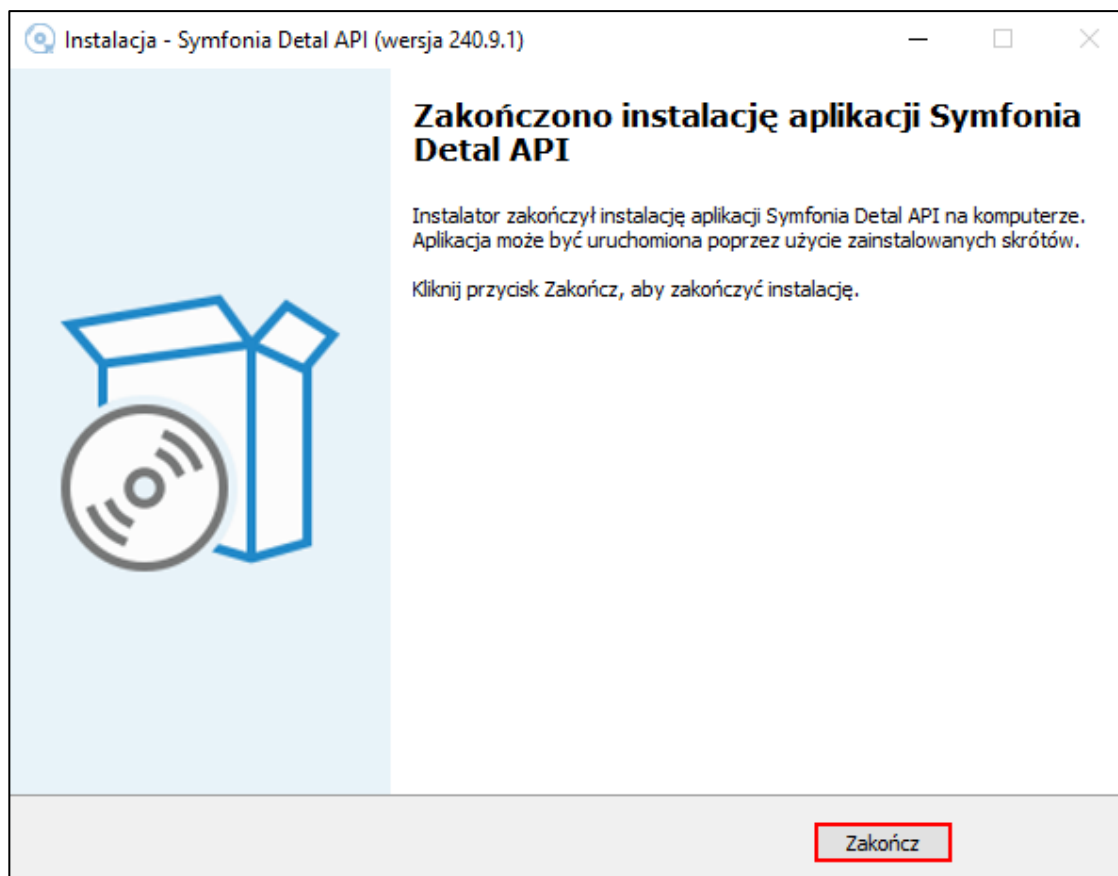 Instalacja - Symfonia Detal API (wersja 240.9.1)
Zakończono instalację aplikacji Symfonia
Detal API
Instalator zakończył instalację aplikacji Symfonia Detal API na komputerze.
Aplikacja może być uruchomiona poprzez użycie zainstalowanych skrótów.
Kliknij przycisk Zakończ, aby zakończyć instalację.
Zakończ